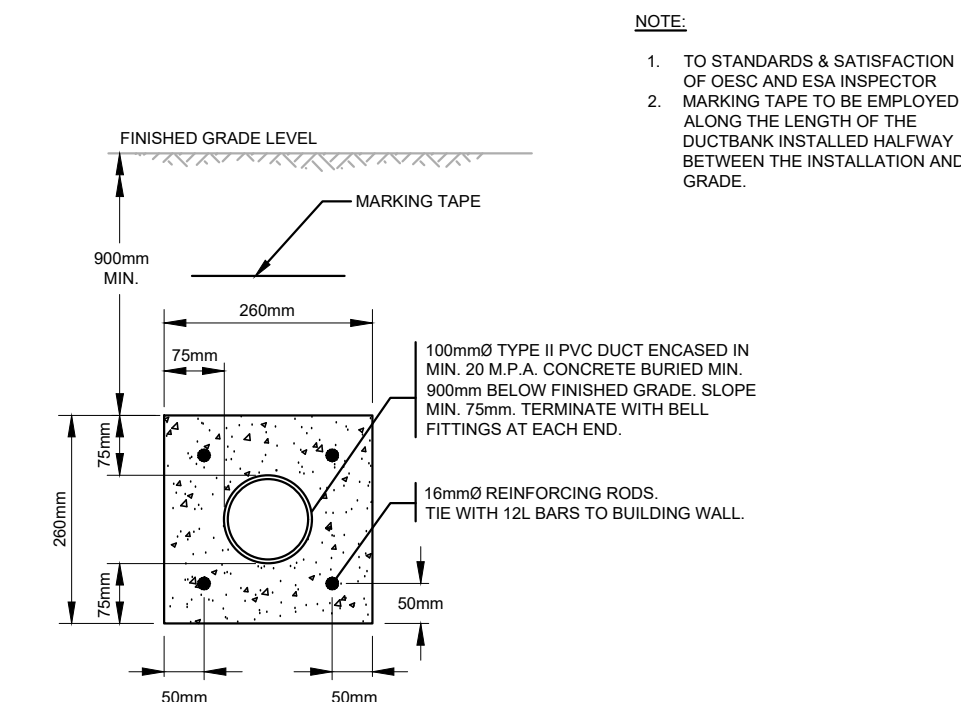 NOTE:
1. TO STANDARDS & SATISFACTION
OF OESC AND ESA INSPECTOR
2. MARKING TAPE TO BE EMPLOYED
ALONG THE LENGTH OF THE
DUCTBANK INSTALLED HALFWAY
BETWEEN THE INSTALLATION AND
GRADE.
FINISHED GRADE LEVEL
MARKING TAPE
900mm
MIN.
260mm
75mm
100mmØ TYPE II PVC DUCT ENCASED IN
MIN. 20 M.P.A. CONCRETE BURIED MIN.
900mm BELOW FINISHED GRADE. SLOPE
MIN. 75mm. TERMINATE WITH BELL
FITTINGS AT EACH END.
75mm
260mm
16mmØ REINFORCING RODS.
TIE WITH 12L BARS TO BUILDING WALL.
75mm
50mm
50mm
50mm